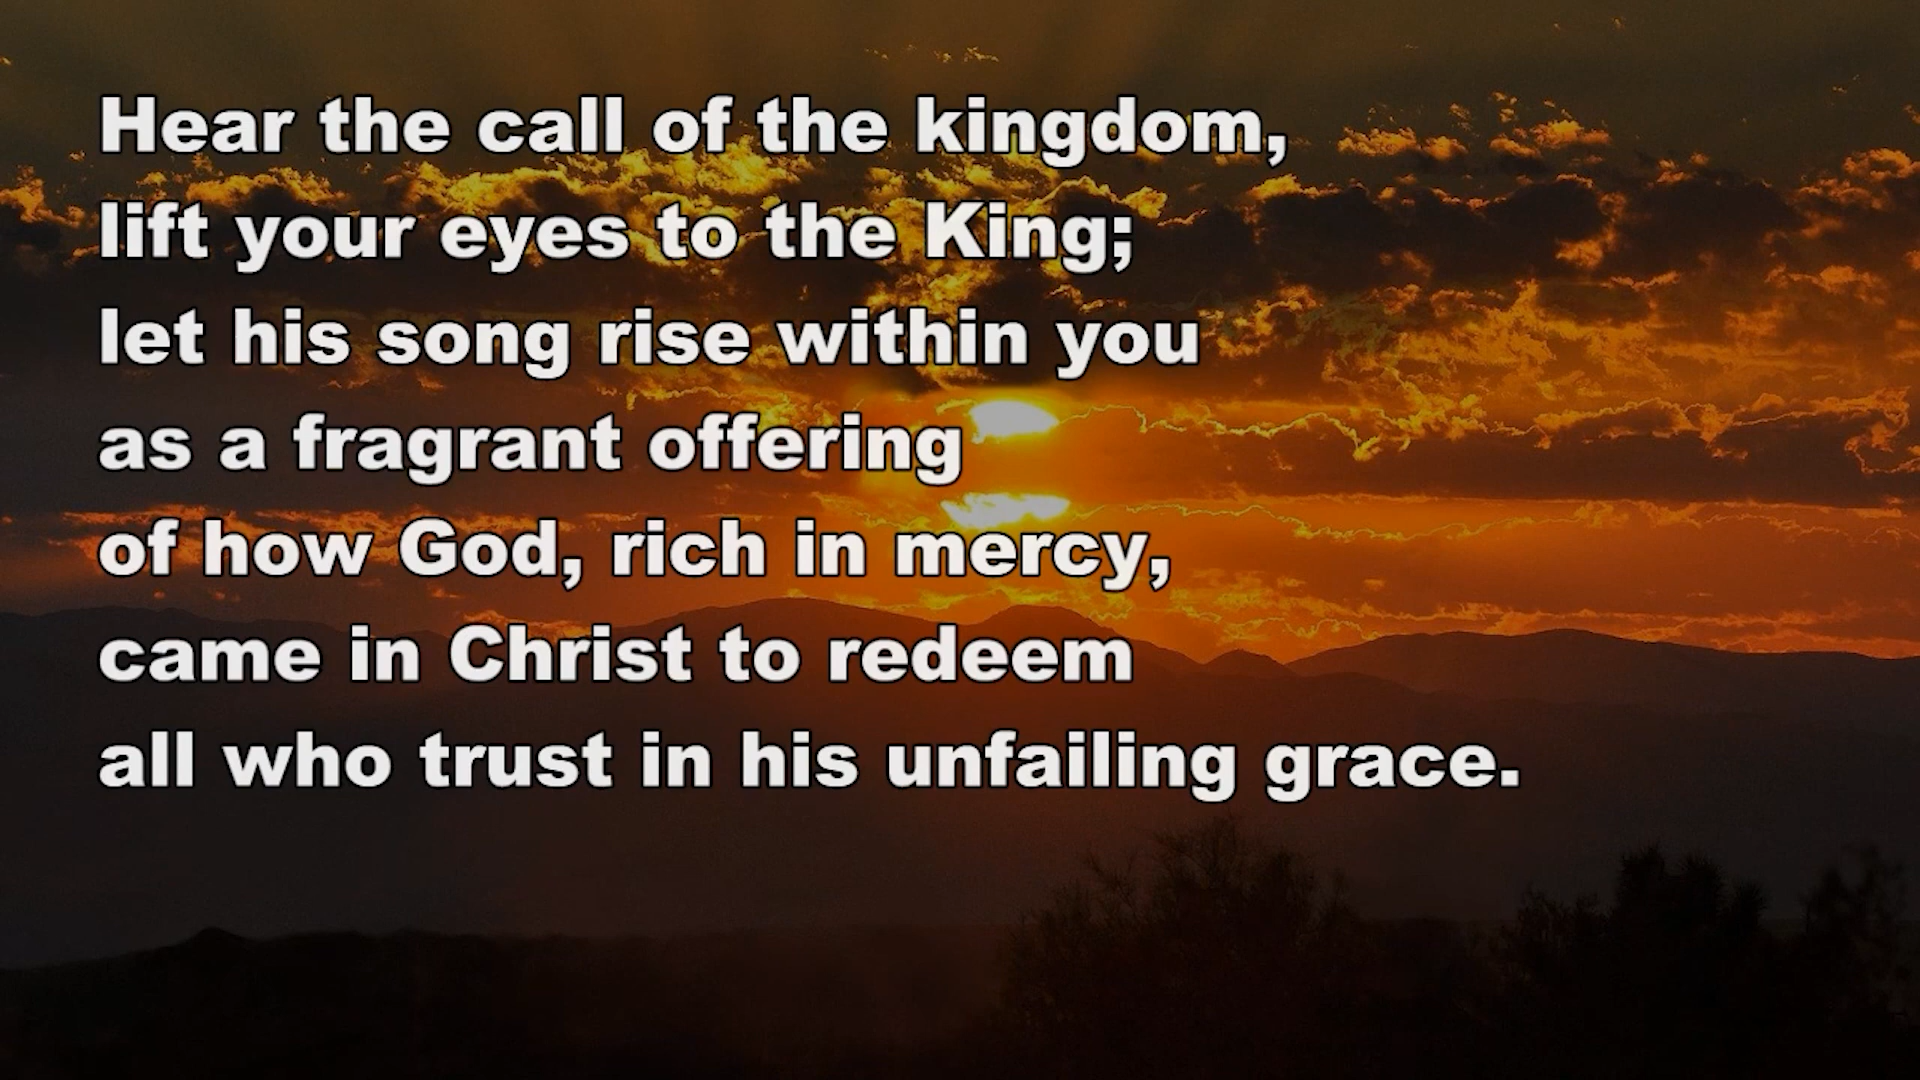 Hear the call of the kingdom,
lift your eyes to the King;
let his song rise within you
as a fragrant offering
of how God, rich in mercy,
came in Christ to redeem
all who trust in his unfailing grace.